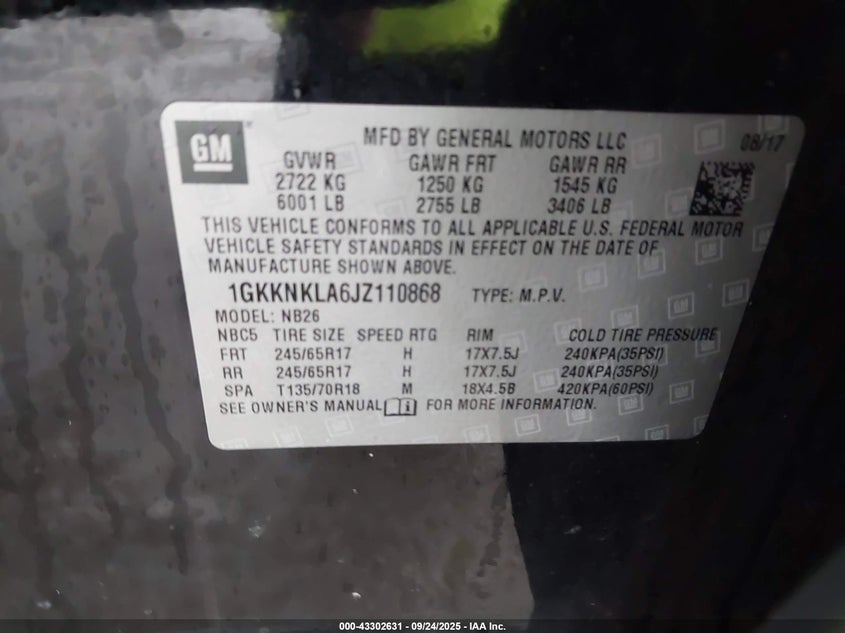 GM
MFD BY GENERAL MOTORS LLC 08/17
GVWR GAWR FRT GAWR RR
2722 KG 1250 KG 1545 KG
6001 LB 2755 LB 3406 LB
THIS VEHICLE CONFORMS TO ALL APPLICABLE U.S. FEDERAL MOTOR
VEHICLE SAFETY STANDARDS IN EFFECT ON THE DATE OF
MANUFACTURE SHOWN ABOVE.
1GKKNKLA6JZ110868 TYPE: M.P.V.
MODEL: NB26
NBC5 TIRE SIZE SPEED RTG RIM COLD TIRE PRESSURE
FRT 245/65R17 H 17X7.5J 240KPA(35PSI)
RR 245/65R17 H 17X7.5J 240KPA(35PSI)
SPA T135/70R18 M 18X4.5B 420KPA(60PSI)
SEE OWNER'S MANUAL i FOR MORE INFORMATION.
000-43302631 - 09/24/2025 - IAA Inc.